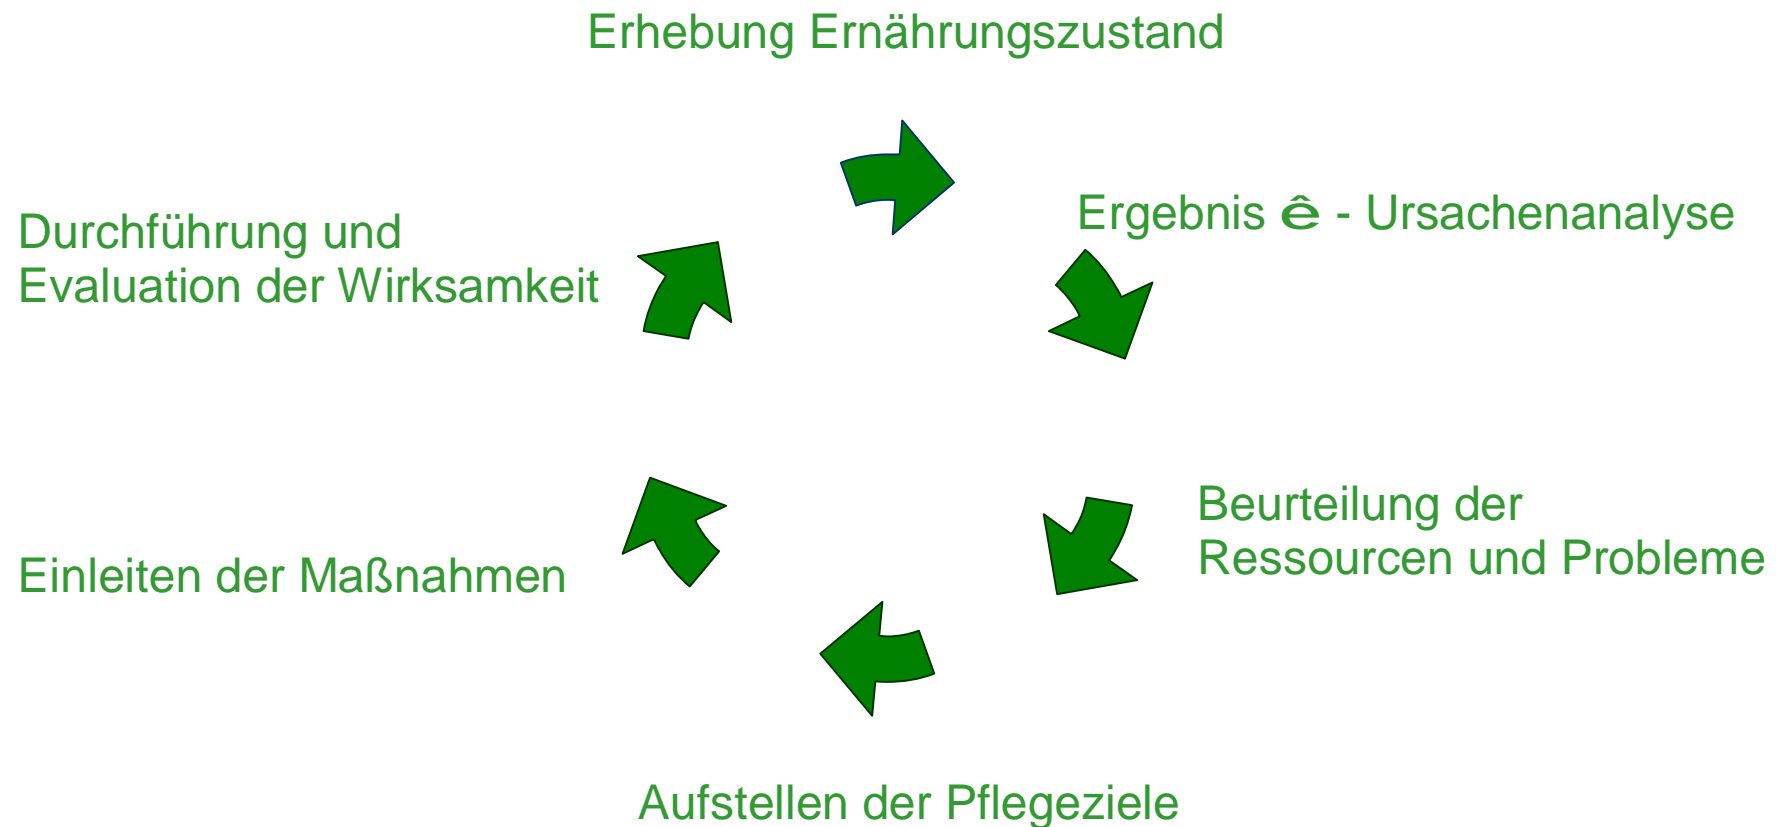 Erhebung Ernährungszustand
Ergebnis ê - Ursachenanalyse
Beurteilung der
Ressourcen und Probleme
Aufstellen der Pflegeziele
Einleiten der Maßnahmen
Durchführung und
Evaluation der Wirksamkeit